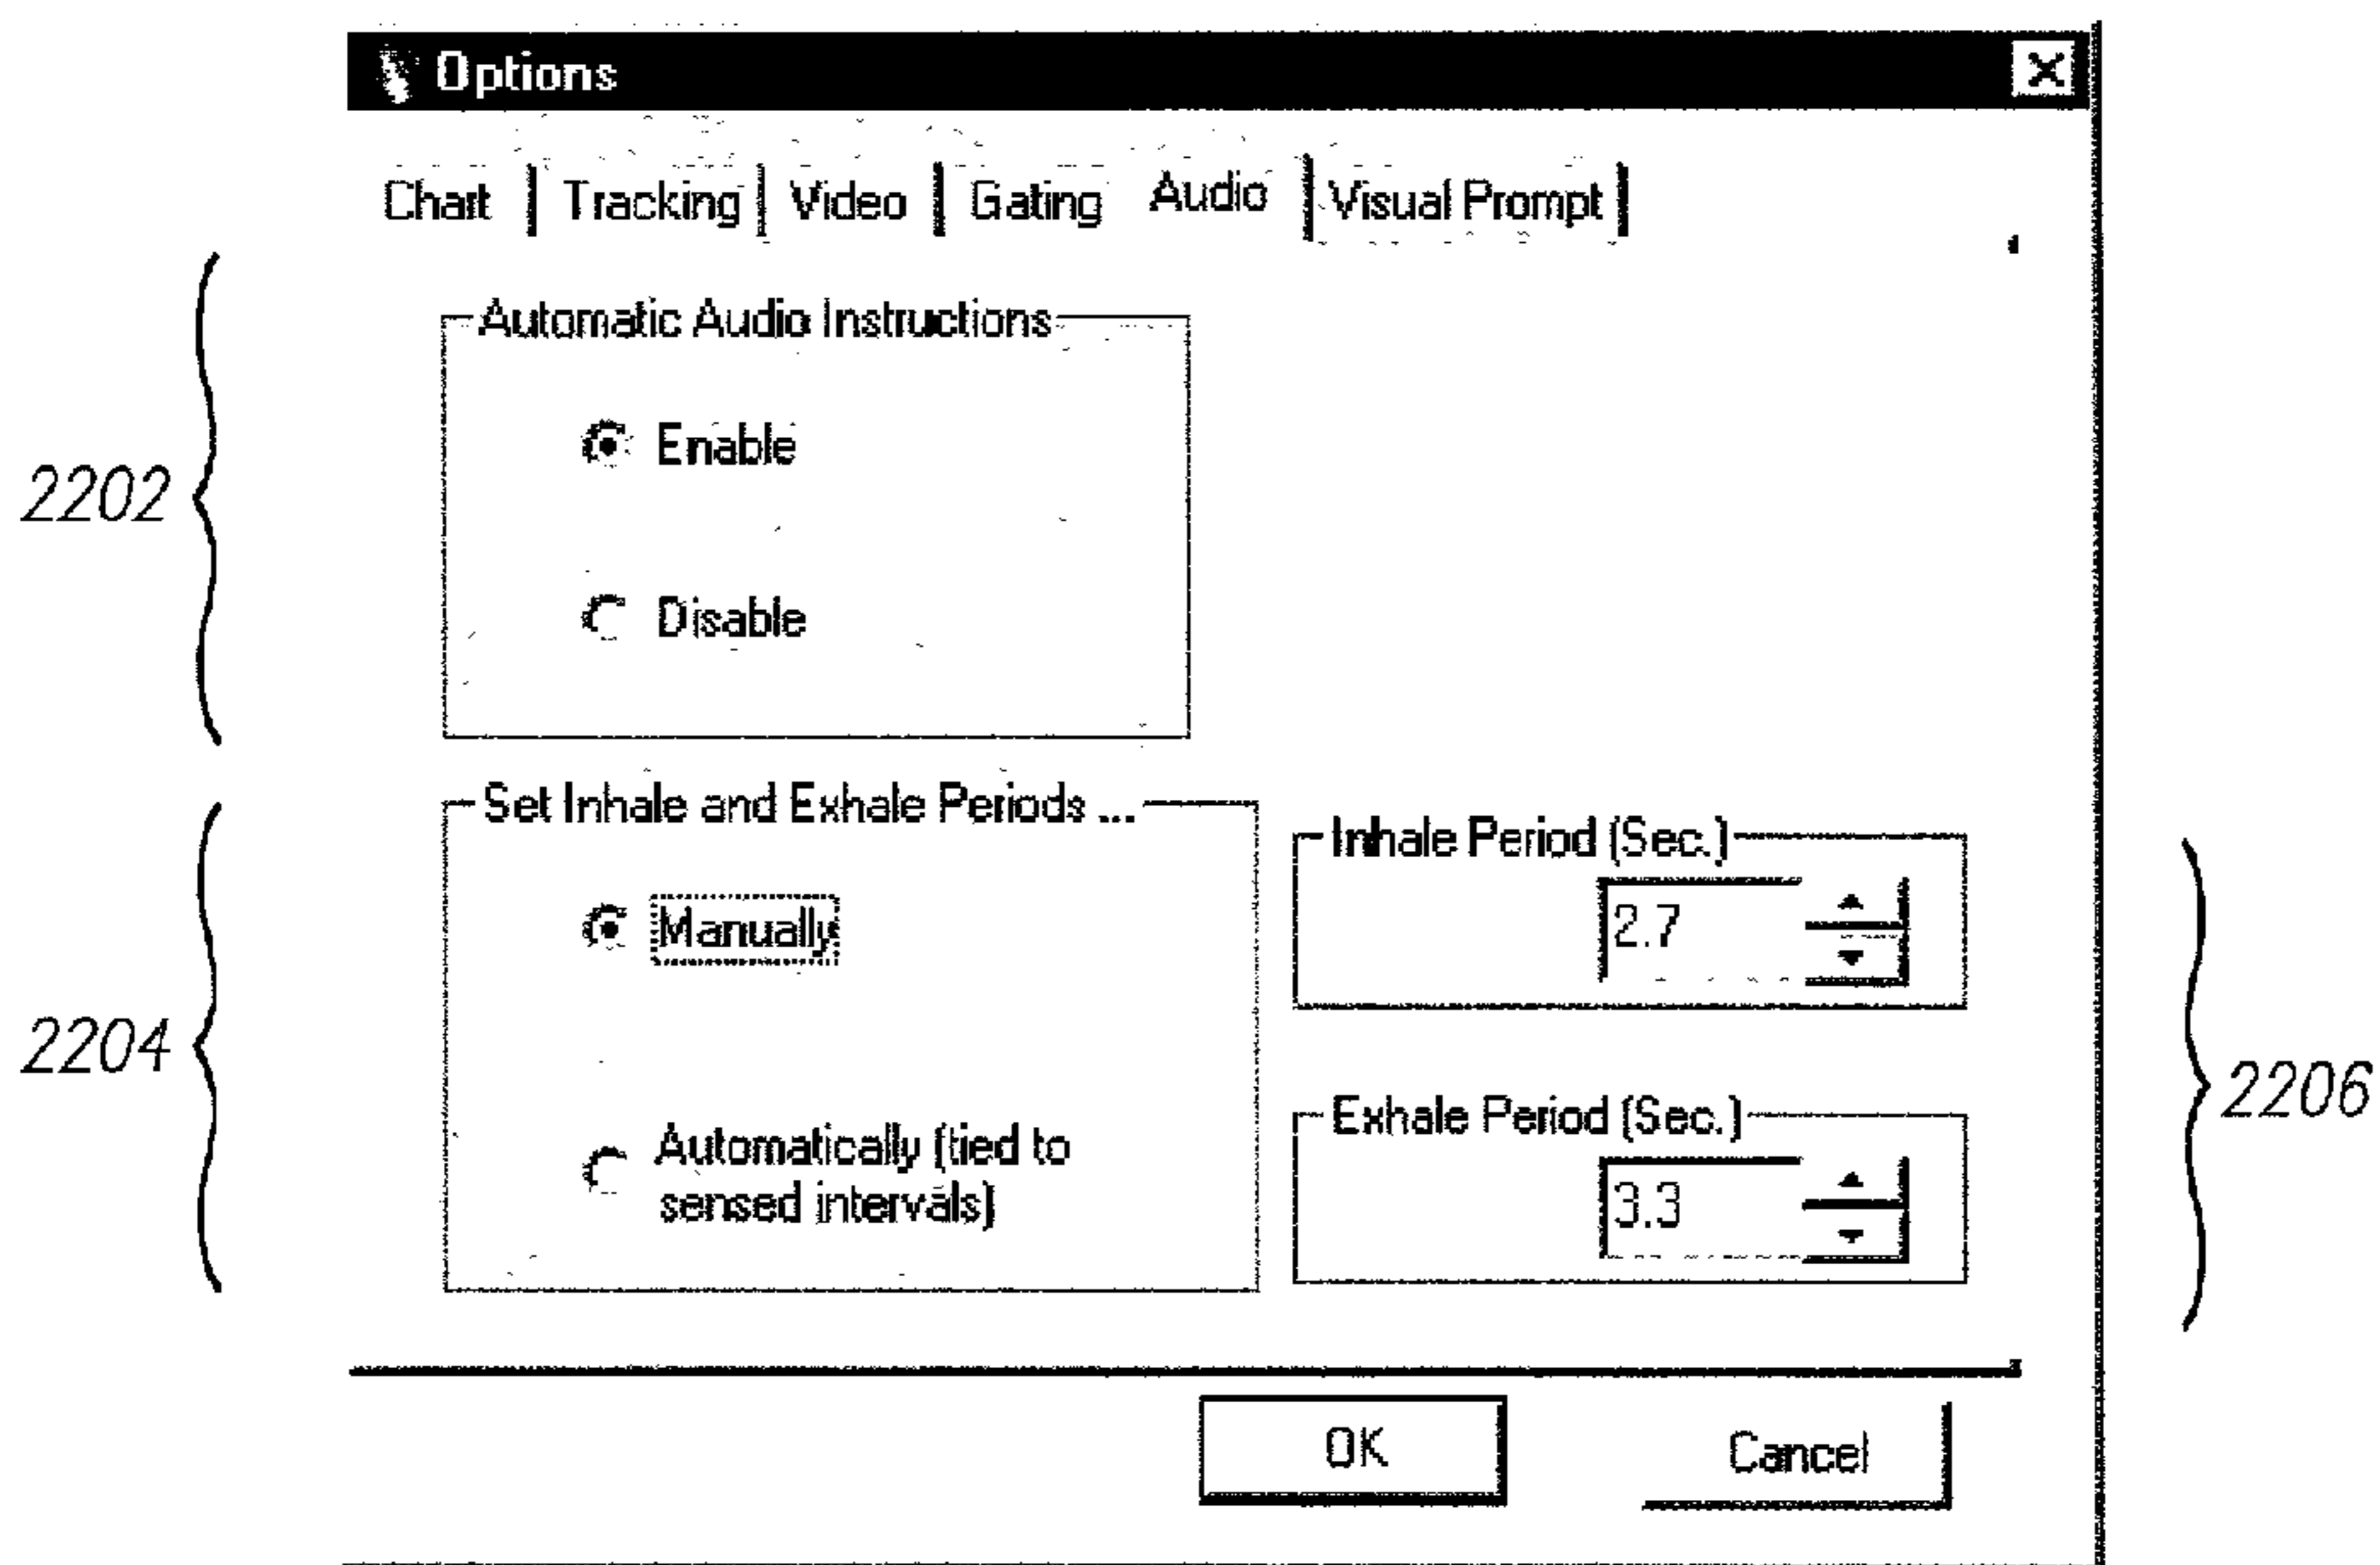 Options
Chart Tracking Video Gating Audio Visual Prompt
Automatic Audio Instructions
Enable
2202
Disable
Set Inhale and Exhale Periods ...
Inhale Period (Sec.)
Manually
2.7
2204
2206
Exhale Period (Sec.)
Automatically (tied to
sensed intervals)
3.3
OK
Cancel